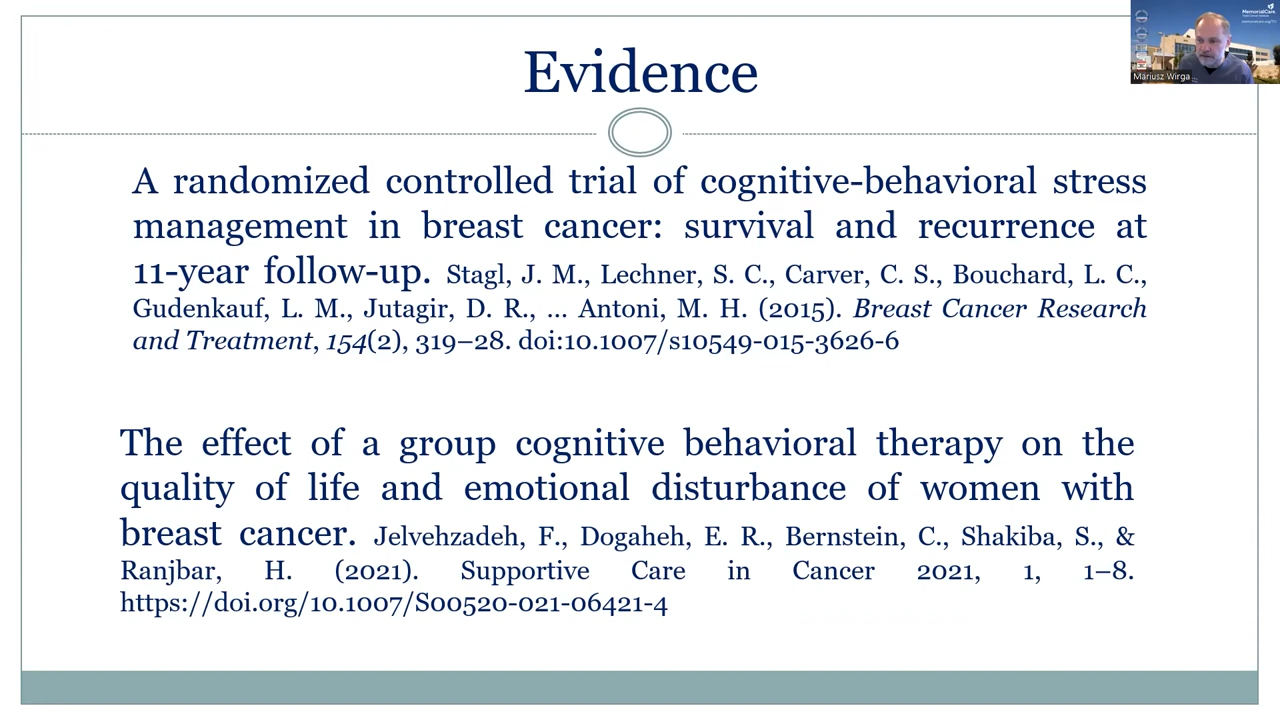 Evidence
MemorialCare
Mariusz Wirga
A randomized controlled trial of cognitive-behavioral stress
management in breast cancer: survival and recurrence at
11-year follow-up. Stagl, J. M., Lechner, S. C., Carver, C. S., Bouchard, L. C.,
Gudenkauf, L. M., Jutagir, D. R., ... Antoni, M. H. (2015). Breast Cancer Research
and Treatment, 154(2), 319–28. doi:10.1007/s10549-015-3626-6
The effect of a group cognitive behavioral therapy on the
quality of life and emotional disturbance of women with
breast cancer. Jelvehzadeh, F., Dogaheh, E. R., Bernstein, C., Shakiba, S., &
Ranjbar, H. (2021). Supportive Care in Cancer 2021, 1, 1–8.
https://doi.org/10.1007/S00520-021-06421-4